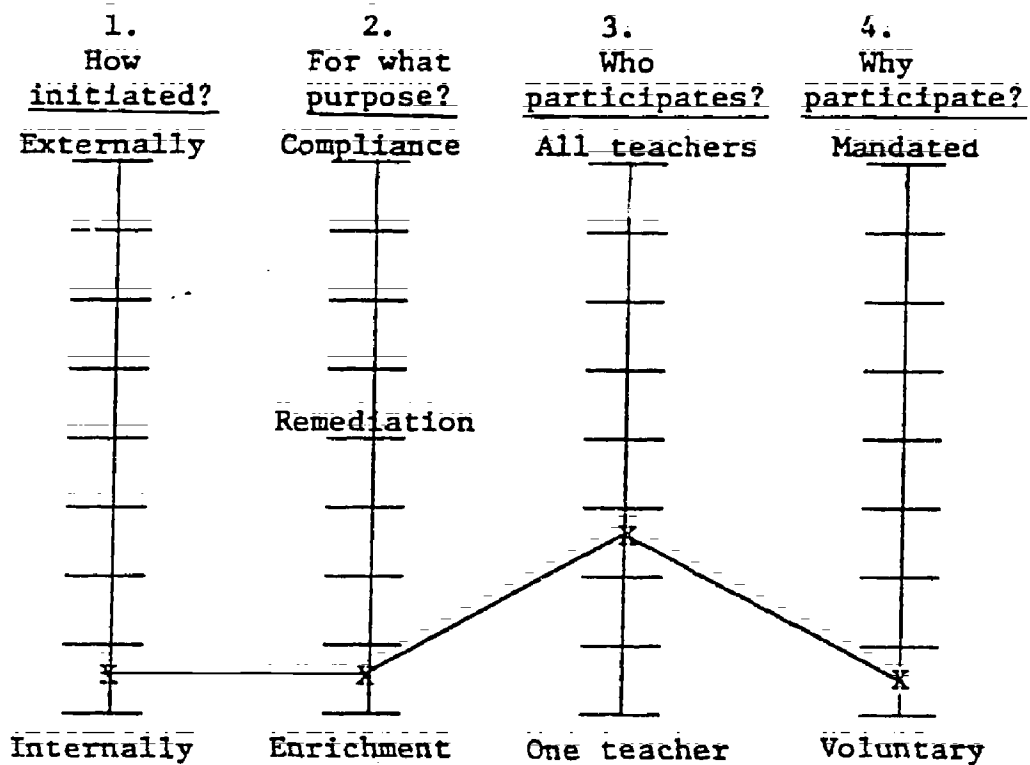 1. 2. 3. 4.
How For what Who Why
initiated? purpose? participates? participate?
Externally Compliance All teachers Mandated
Remediation
X
X X X
Internally Enrichment One teacher Voluntary